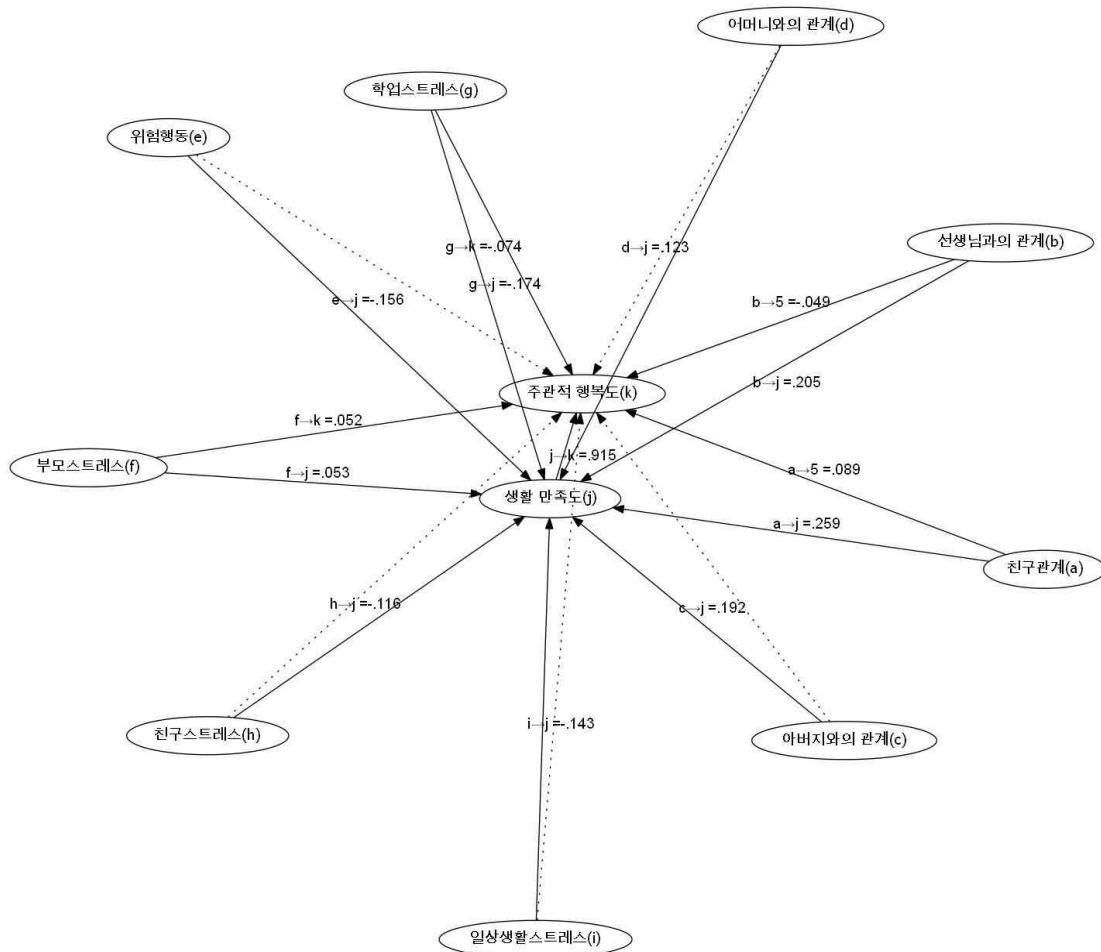 어머니와의 관계(d)
학업스트레스(g)
위험행동(e)
선생님과의 관계(b)
g→k =-.074
d→j =.123
g→j =-.174
e→j =-.156
b→5 =-.049
b→j =.205
주관적 행복도(k)
f→k =.052
j→k =.915
부모스트레스(f)
f→j =.053
a→5 =.089
생활 만족도(j)
a→j =.259
친구관계(a)
h→j =-.116
c→j =.192
i→j =-.143
친구스트레스(h)
아버지와의 관계(c)
일상생활스트레스(i)